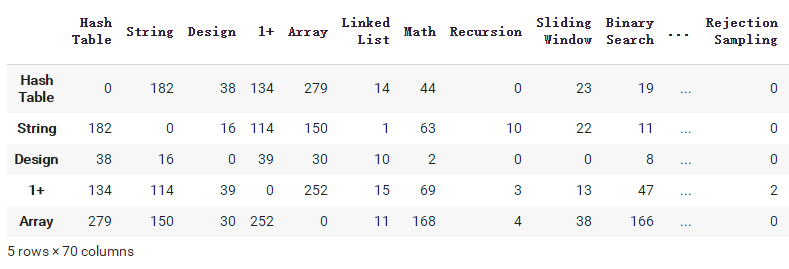 Hash Table String Design 1+ Array Linked List Math Recursion Sliding Window Binary Search ... Rejection Sampling
Hash Table 0 182 38 134 279 14 44 0 23 19 ... 0
String 182 0 16 114 150 1 63 10 22 11 ... 0
Design 38 16 0 39 30 10 2 0 0 8 ... 0
1+ 134 114 39 0 252 15 69 3 13 47 ... 2
Array 279 150 30 252 0 11 168 4 38 166 ... 0
5 rows × 70 columns